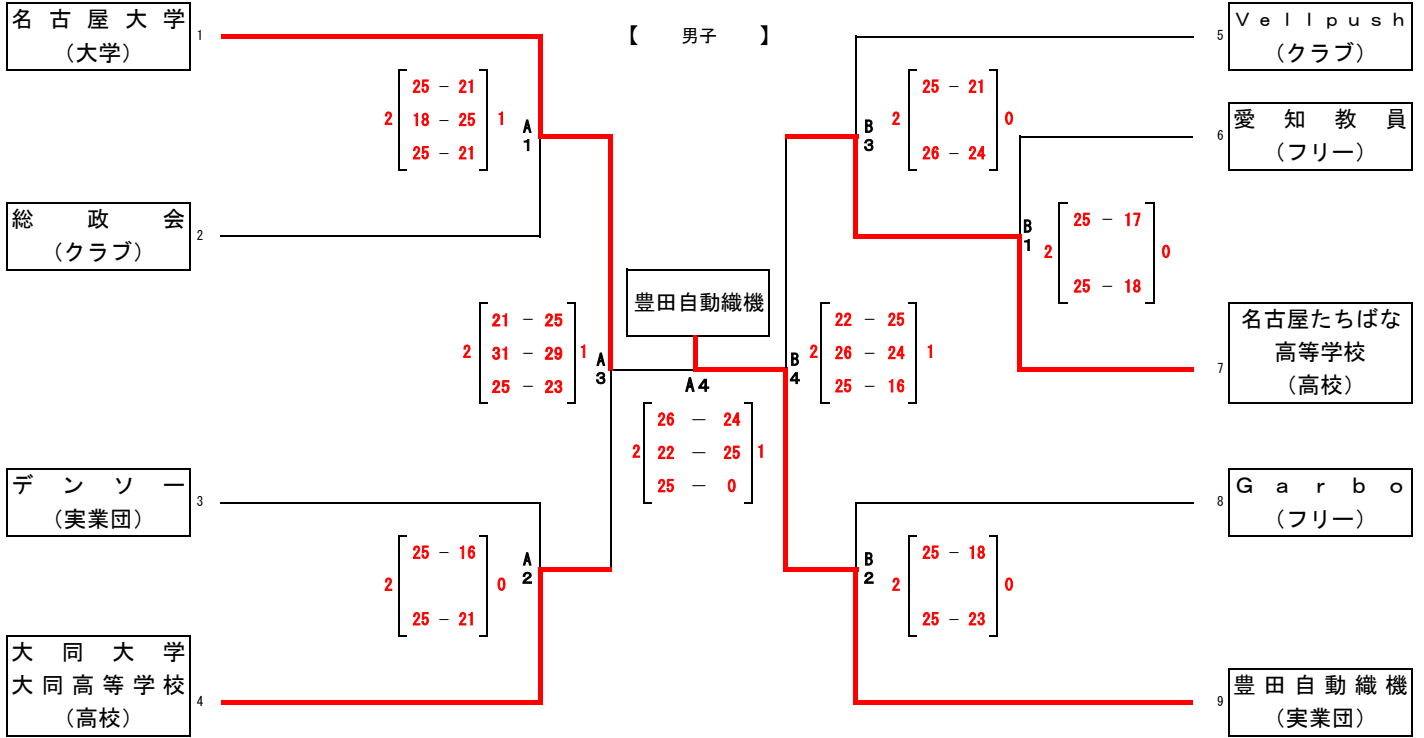 【 男子 】
名古屋大学
（大学）
1
総政会
（クラブ）
2
デンソー
（実業団）
3
大同大学
大同高等学校
（高校）
4
25 － 21
2 18 － 25 1
25 － 21
A
1
25 － 16
2 0
25 － 21
A
2
21 － 25
2 31 － 29 1
25 － 23
A
3
豊田自動織機
A4
26 － 24
2 22 － 25 1
25 － 0
B
4
22 － 25
2 26 － 24 1
25 － 16
B
3
25 － 21
2 0
26 － 24
B
1
25 － 17
2 0
25 － 18
B
2
25 － 18
2 0
25 － 23
5
Vellpush
（クラブ）
6
愛知教員
（フリー）
7
名古屋たちばな
高等学校
（高校）
8
Garbo
（フリー）
9
豊田自動織機
（実業団）